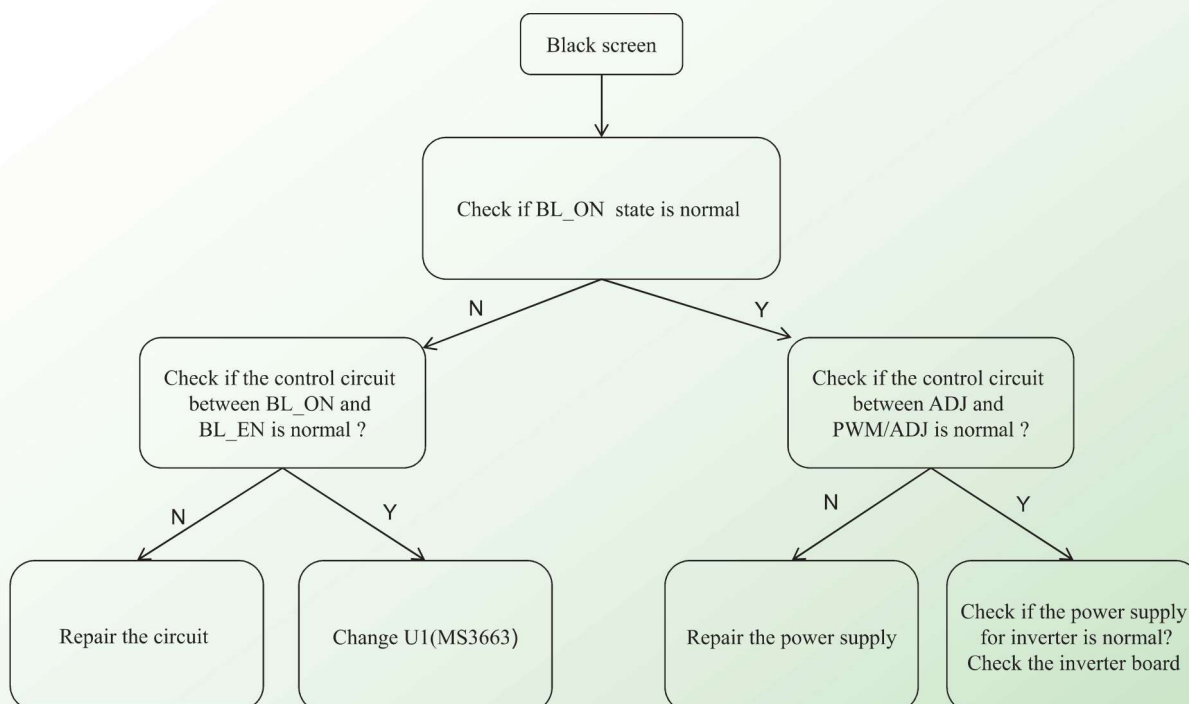 Black screen
Check if BL_ON state is normal
N
Y
Check if the control circuit
between BL_ON and
BL_EN is normal ?
Check if the control circuit
between ADJ and
PWM/ADJ is normal ?
N
Y
N
Y
Repair the circuit
Change U1(MS3663)
Repair the power supply
Check if the power supply
for inverter is normal?
Check the inverter board